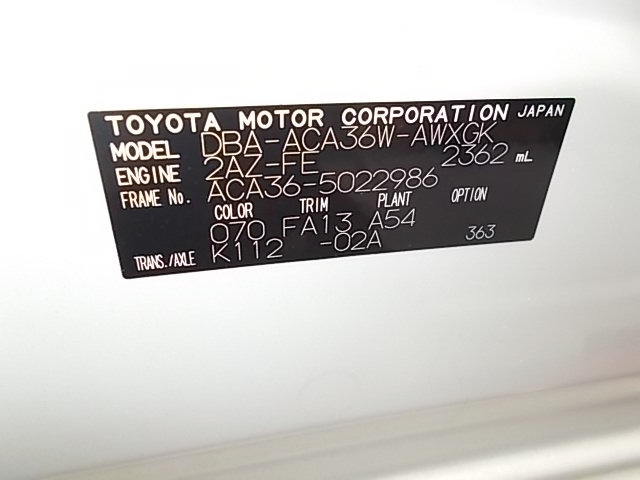 TOYOTA MOTOR CORPORATION JAPAN
MODEL DBA-ACA36W-AWXGK
ENGINE 2AZ-FE 2362 mL
FRAME No. ACA36-5022986
COLOR TRIM PLANT OPTION
070 FA13 A54
TRANS./AXLE K112 -02A 363